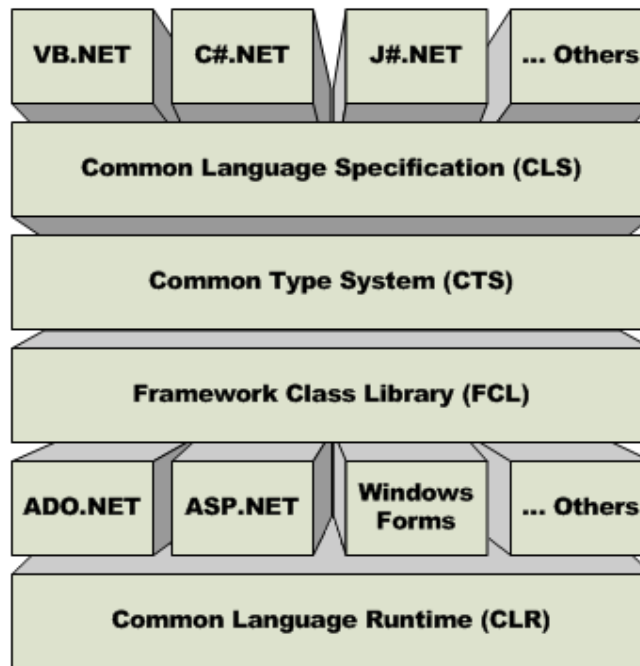 VB.NET
C#.NET
J#.NET
... Others
Common Language Specification (CLS)
Common Type System (CTS)
Framework Class Library (FCL)
ADO.NET
ASP.NET
Windows
Forms
... Others
Common Language Runtime (CLR)